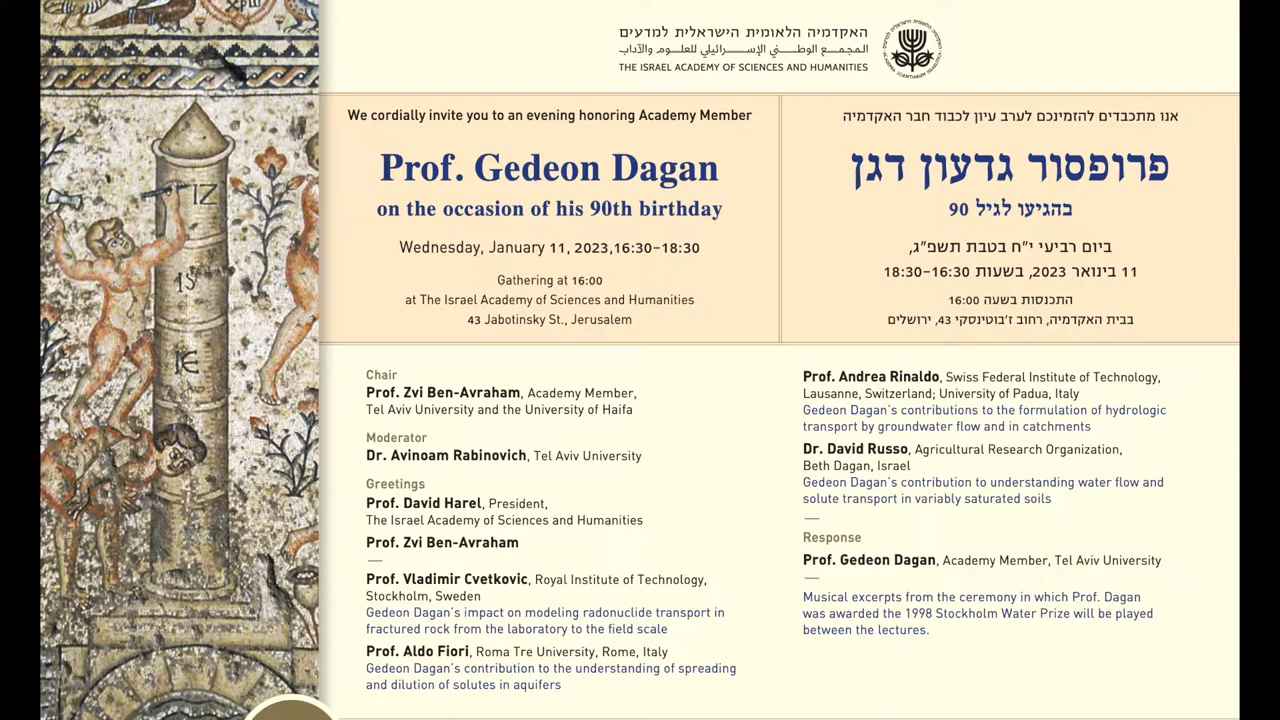 האקדמיה הלאומית הישראלית למדעים
المجمـــع الوطنـــي الإســـرائيلي للعلـــوم والآداب
THE ISRAEL ACADEMY OF SCIENCES AND HUMANITIES
We cordially invite you to an evening honoring Academy Member
Prof. Gedeon Dagan
on the occasion of his 90th birthday
Wednesday, January 11, 2023,16:30–18:30
Gathering at 16:00
at The Israel Academy of Sciences and Humanities
43 Jabotinsky St., Jerusalem
אנו מתכבדים להזמינכם לערב עיון לכבוד חבר האקדמיה
פרופסור גדעון דגן
בהגיעו לגיל 90
ביום רביעי י״ח בטבת תשפ״ג,
11 בינואר 2023, בשעות 18:30–16:30
התכנסות בשעה 16:00
בבית האקדמיה, רחוב ז׳בוטינסקי 43, ירושלים
Chair
Prof. Zvi Ben-Avraham, Academy Member,
Tel Aviv University and the University of Haifa
Moderator
Dr. Avinoam Rabinovich, Tel Aviv University
Greetings
Prof. David Harel, President,
The Israel Academy of Sciences and Humanities
Prof. Zvi Ben-Avraham
Prof. Vladimir Cvetkovic, Royal Institute of Technology,
Stockholm, Sweden
Gedeon Dagan's impact on modeling radonuclide transport in
fractured rock from the laboratory to the field scale
Prof. Aldo Fiori, Roma Tre University, Rome, Italy
Gedeon Dagan's contribution to the understanding of spreading
and dilution of solutes in aquifers
Prof. Andrea Rinaldo, Swiss Federal Institute of Technology,
Lausanne, Switzerland; University of Padua, Italy
Gedeon Dagan's contributions to the formulation of hydrologic
transport by groundwater flow and in catchments
Dr. David Russo, Agricultural Research Organization,
Beth Dagan, Israel
Gedeon Dagan's contribution to understanding water flow and
solute transport in variably saturated soils
Response
Prof. Gedeon Dagan, Academy Member, Tel Aviv University
Musical excerpts from the ceremony in which Prof. Dagan
was awarded the 1998 Stockholm Water Prize will be played
between the lectures.
IZ
IE